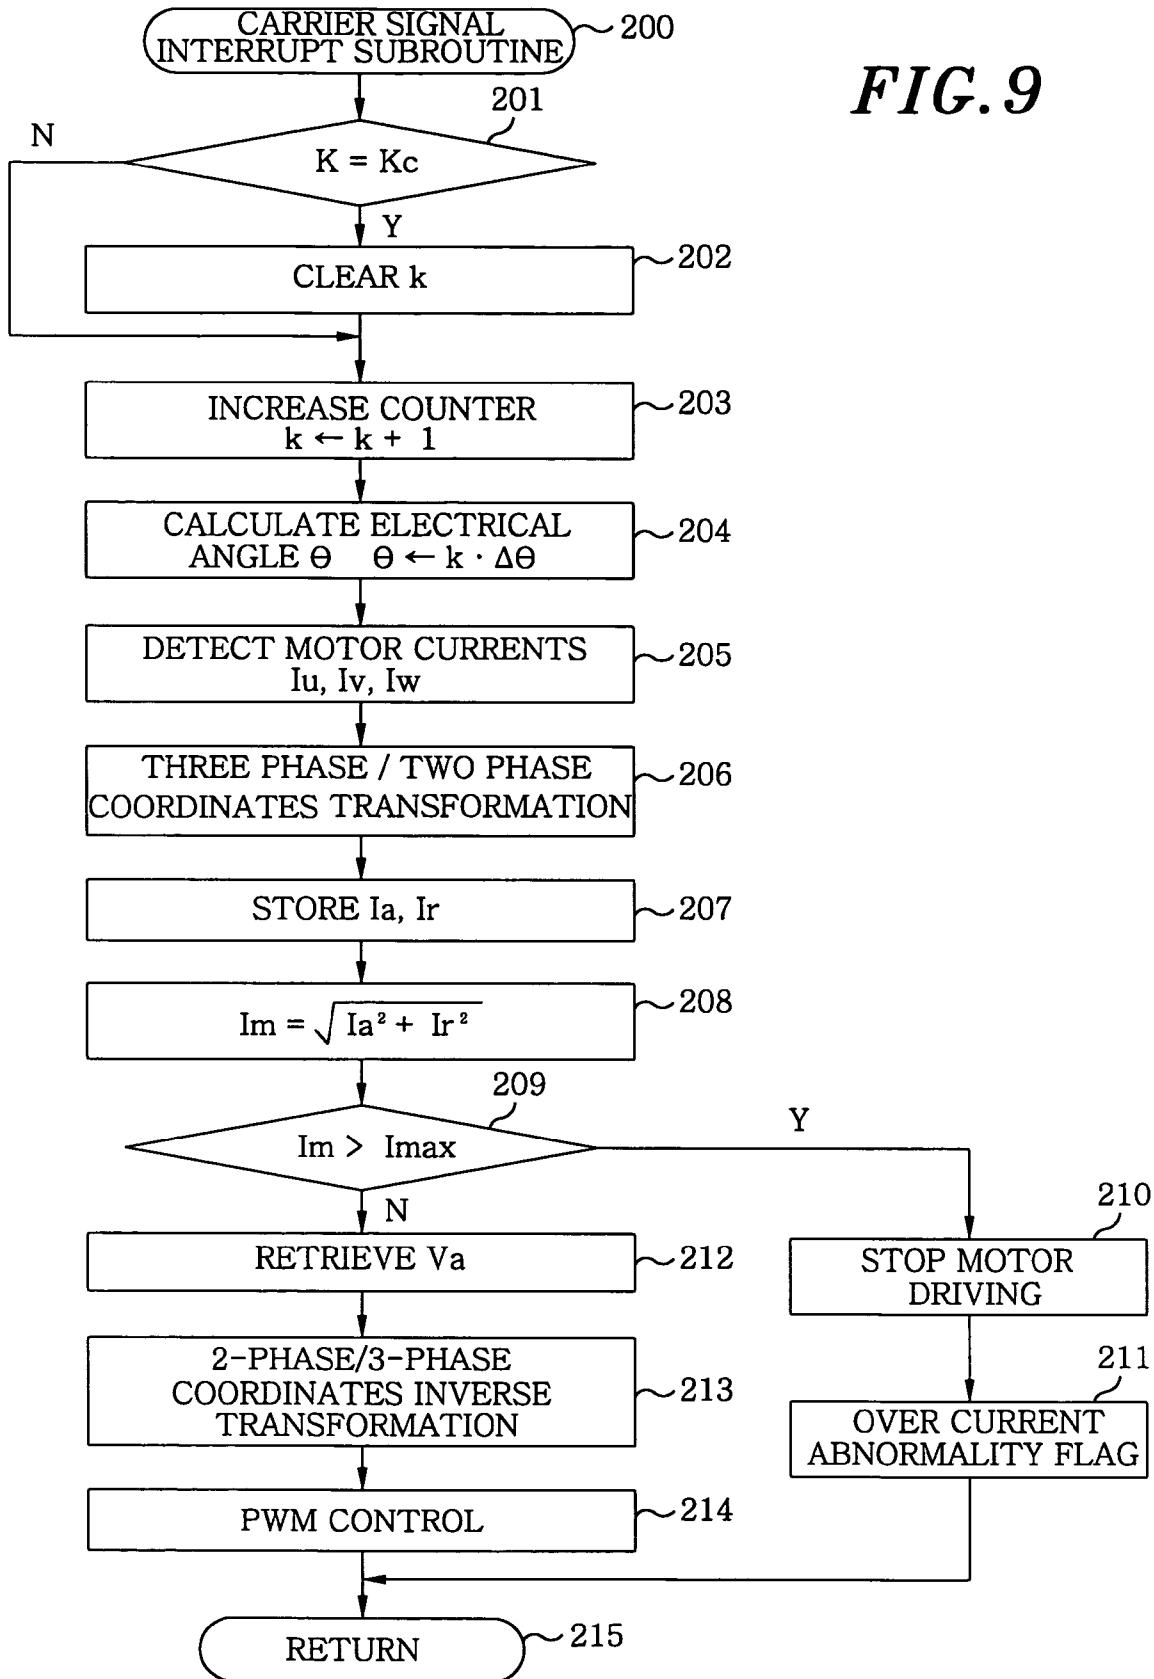 CARRIER SIGNAL
INTERRUPT SUBROUTINE
200
FIG. 9
201
N
K = Kc
Y
202
CLEAR k
203
INCREASE COUNTER
k ← k + 1
204
CALCULATE ELECTRICAL
ANGLE Θ Θ ← k · ΔΘ
205
DETECT MOTOR CURRENTS
Iu, Iv, Iw
206
THREE PHASE / TWO PHASE
COORDINATES TRANSFORMATION
207
STORE Ia, Ir
208
Im = √Ia² + Ir²
209
Im > Imax
Y
N
210
STOP MOTOR
DRIVING
211
OVER CURRENT
ABNORMALITY FLAG
RETRIEVE Va
212
2-PHASE/3-PHASE
COORDINATES INVERSE
TRANSFORMATION
213
PWM CONTROL
214
RETURN
215